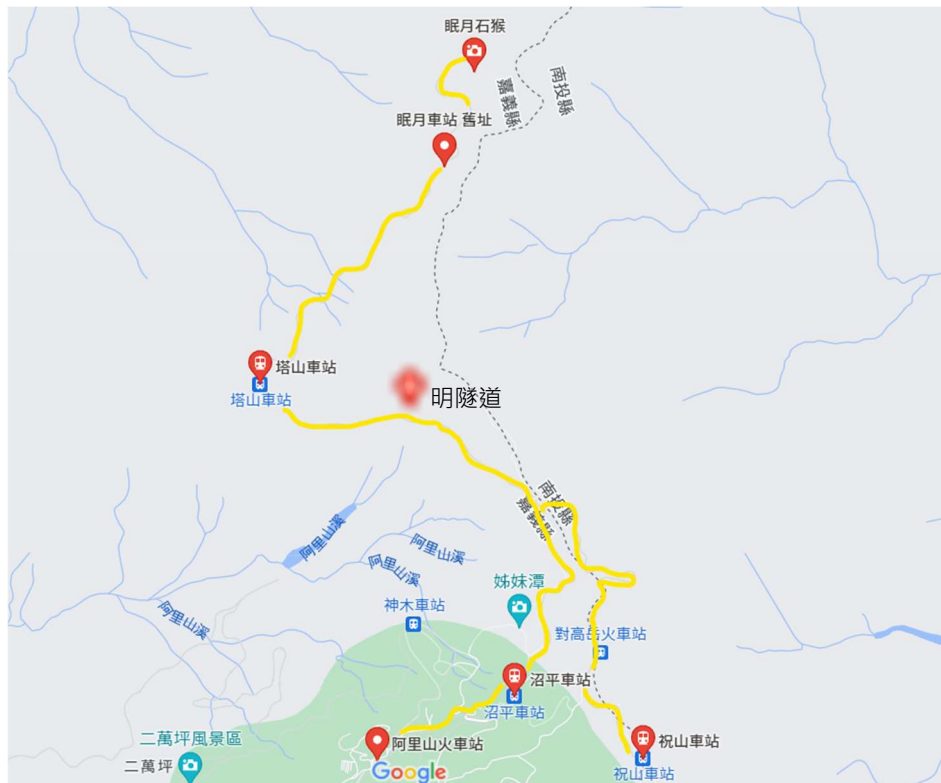 眠月石猴
南投縣
嘉義縣
眠月車站 舊址
塔山車站
塔山車站
明隧道
南投縣
嘉義縣
阿里山溪
阿里山溪
阿里山溪
阿里山溪
姊妹潭
神木車站
對高岳火車站
沼平車站
沼平車站
二萬坪風景區
二萬坪
阿里山火車站
祝山車站
祝山車站
Google